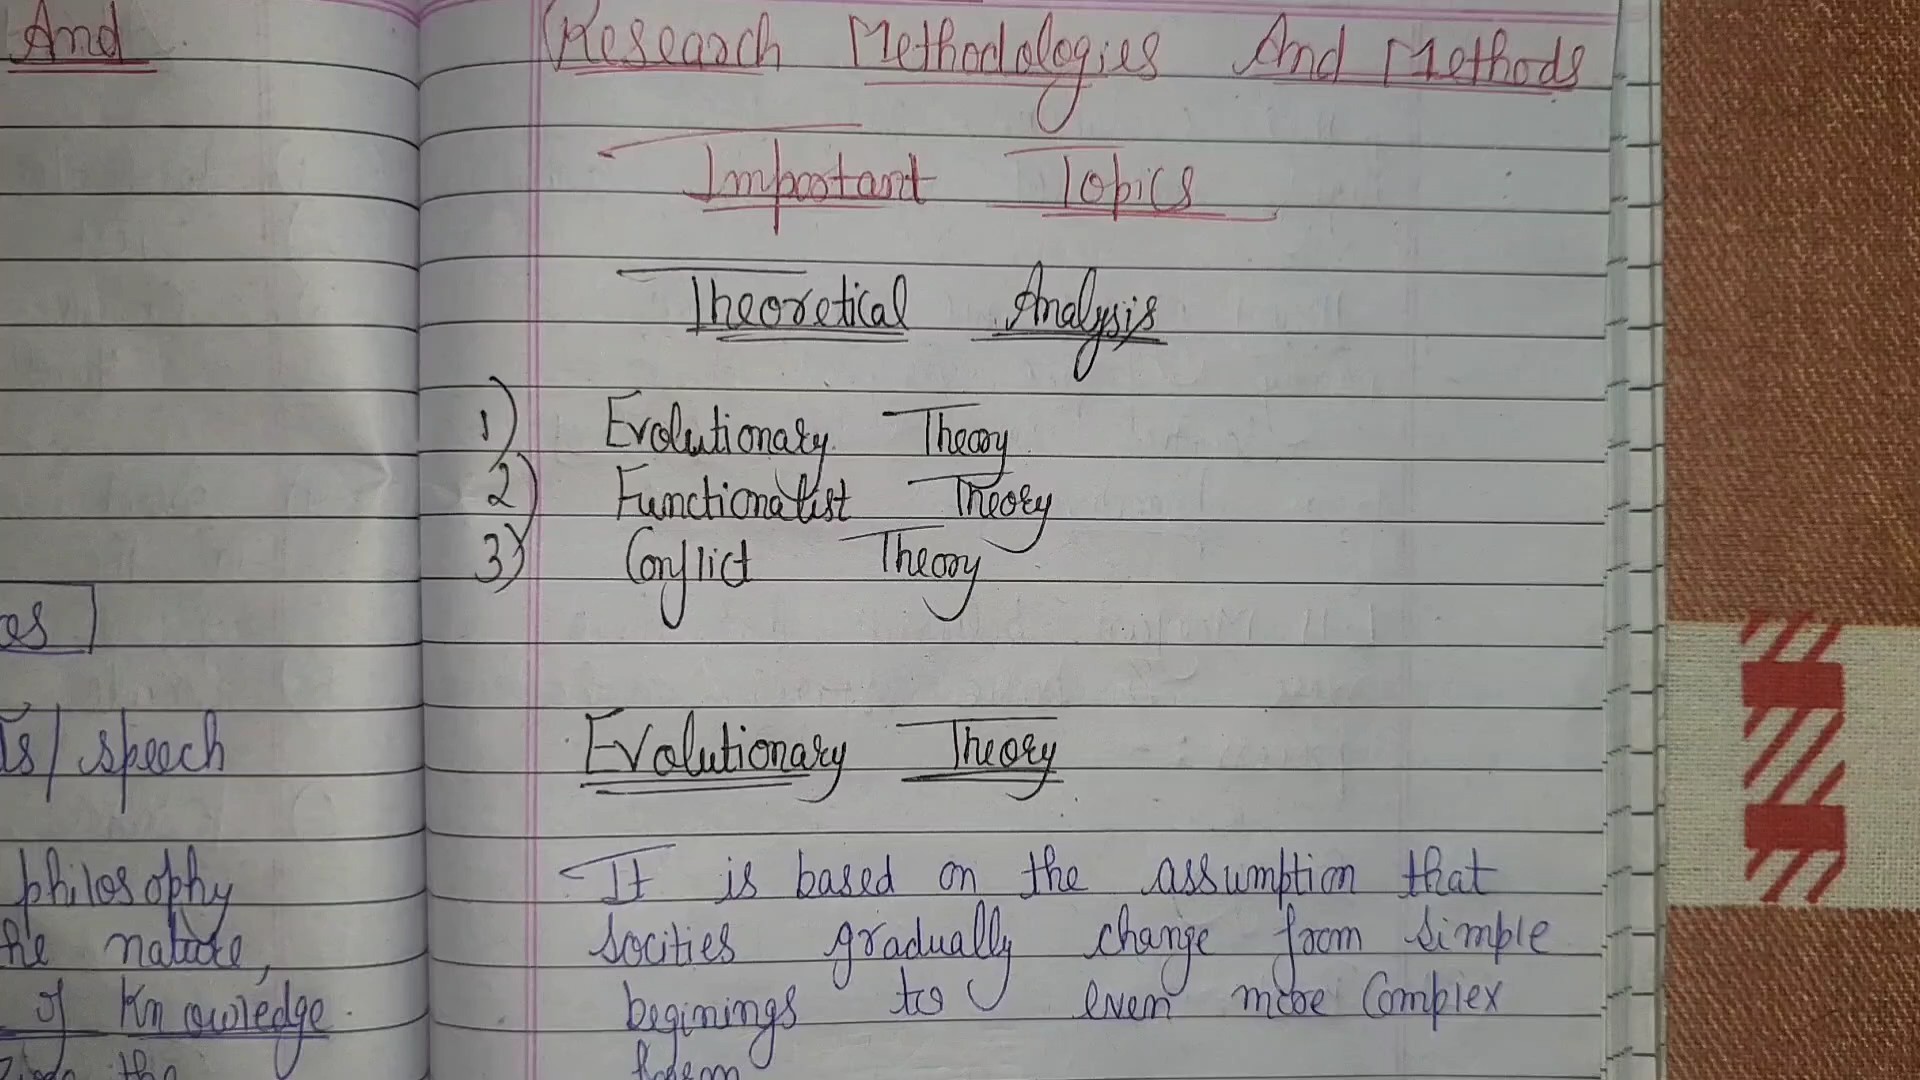 And
es
ts/speech
philosophy
he nature,
of Knowledge.
Research Methodologies And Methods
Important Topics
Theoretical Analysis
1) Evolutionary Theory
2) Functionalist Theory
3) Conflict Theory
Evolutionary Theory
It is based on the assumption that
socities gradually change from simple
beginings to even more Complex